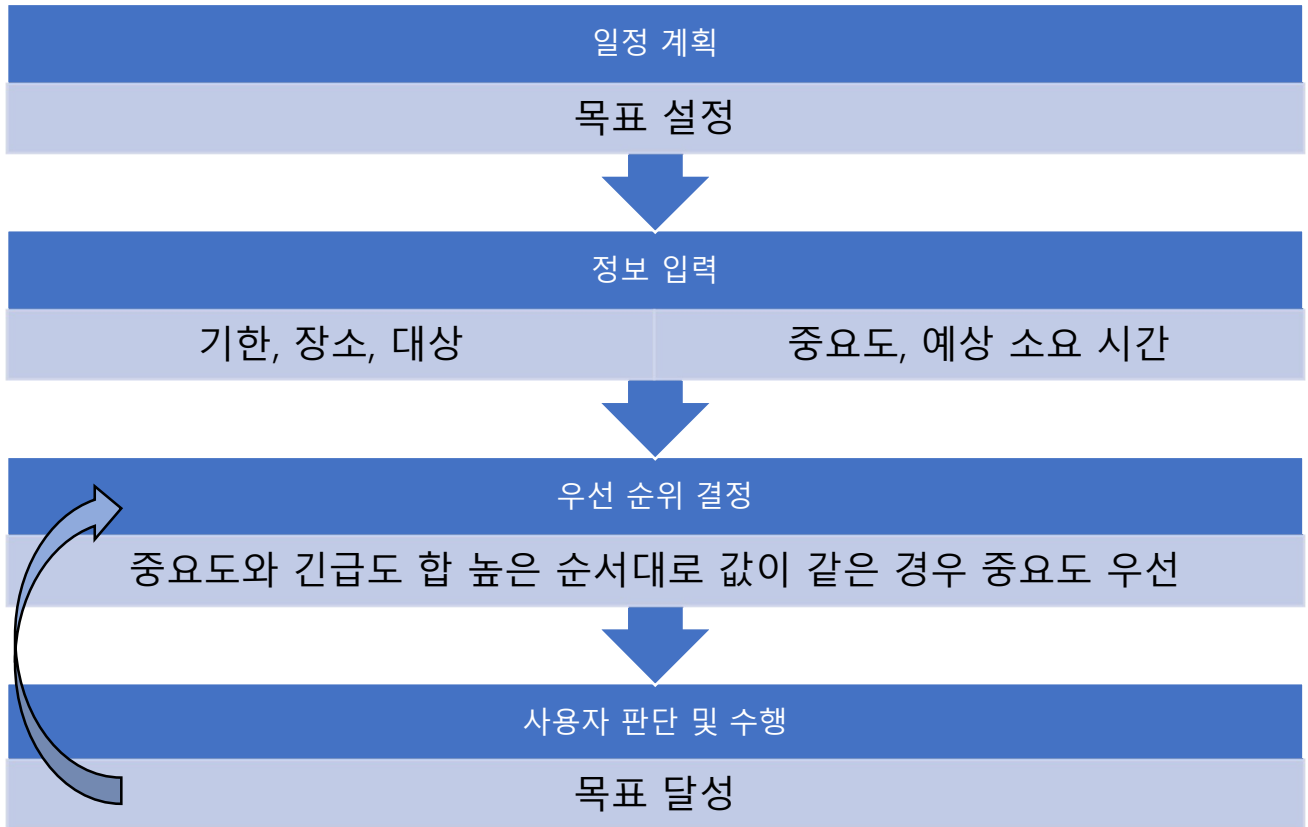 일정 계획
목표 설정
정보 입력
기한, 장소, 대상
중요도, 예상 소요 시간
우선 순위 결정
중요도와 긴급도 합 높은 순서대로 값이 같은 경우 중요도 우선
사용자 판단 및 수행
목표 달성